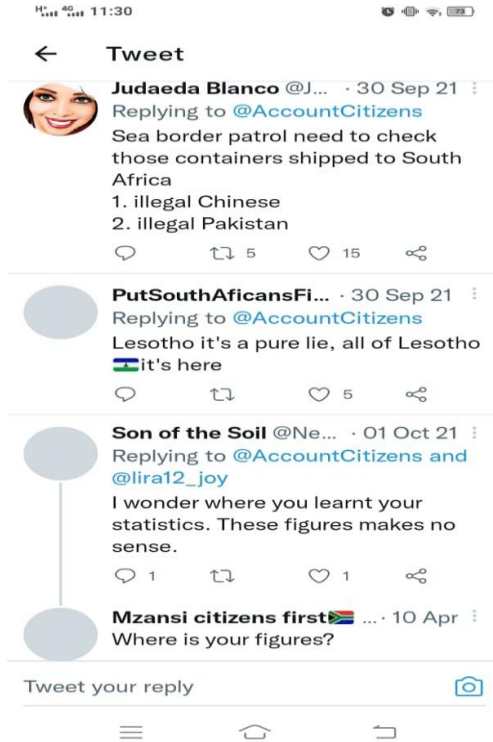 H+ 4G 11:30
73
Tweet
Judaeda Blanco @J... · 30 Sep 21
Replying to @AccountCitizens
Sea border patrol need to check
those containers shipped to South
Africa
1. illegal Chinese
2. illegal Pakistan
5 15
PutSouthAficansFi... · 30 Sep 21
Replying to @AccountCitizens
Lesotho it's a pure lie, all of Lesotho
it's here
5
Son of the Soil @Ne... · 01 Oct 21
Replying to @AccountCitizens and
@lira12_joy
I wonder where you learnt your
statistics. These figures makes no
sense.
1 1
Mzansi citizens first ... · 10 Apr
Where is your figures?
Tweet your reply